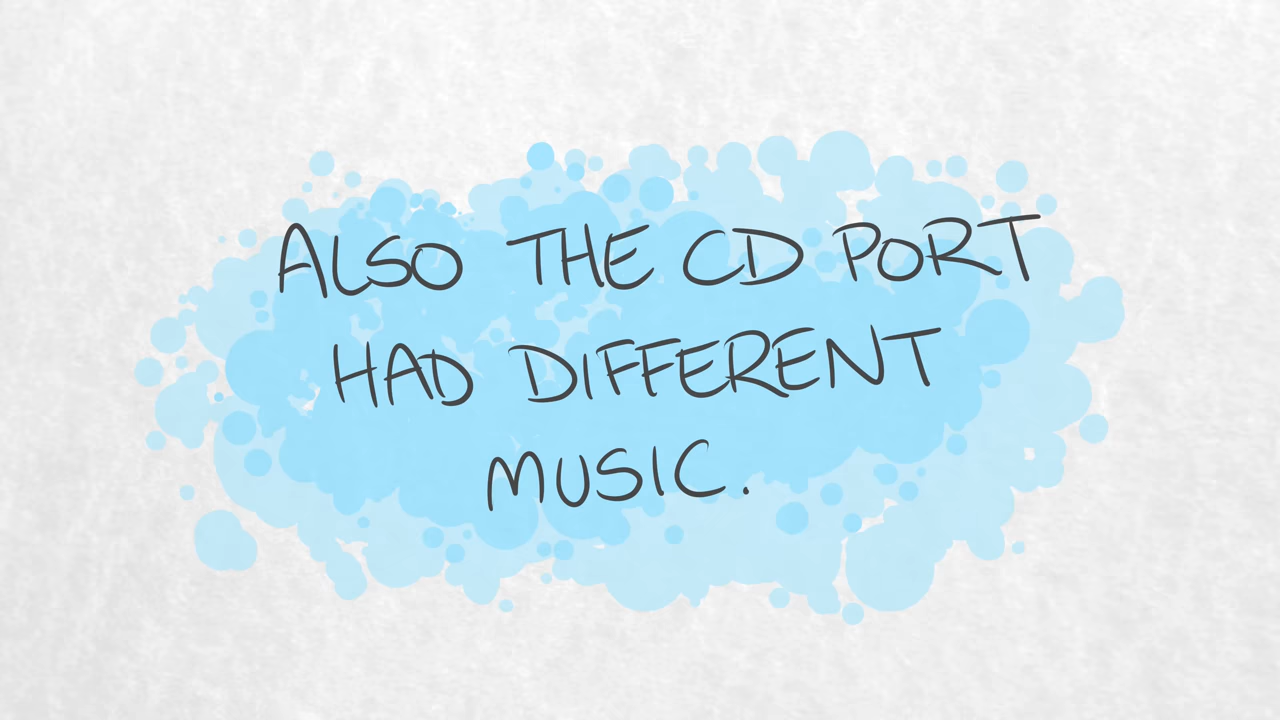 ALSO THE CD PORT
HAD DIFFERENT
MUSIC.